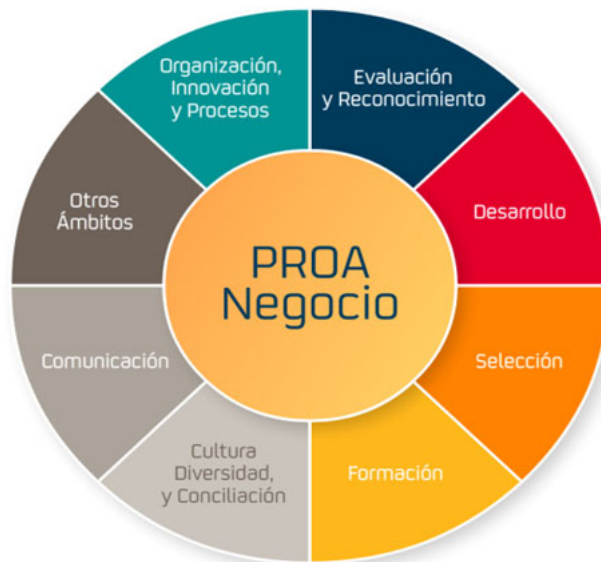 Organización,
Innovación
y Procesos
Evaluación
y Reconocimiento
Desarrollo
Selección
Formación
Cultura
Diversidad,
y Conciliación
Comunicación
Otros
Ámbitos
PROA
Negocio